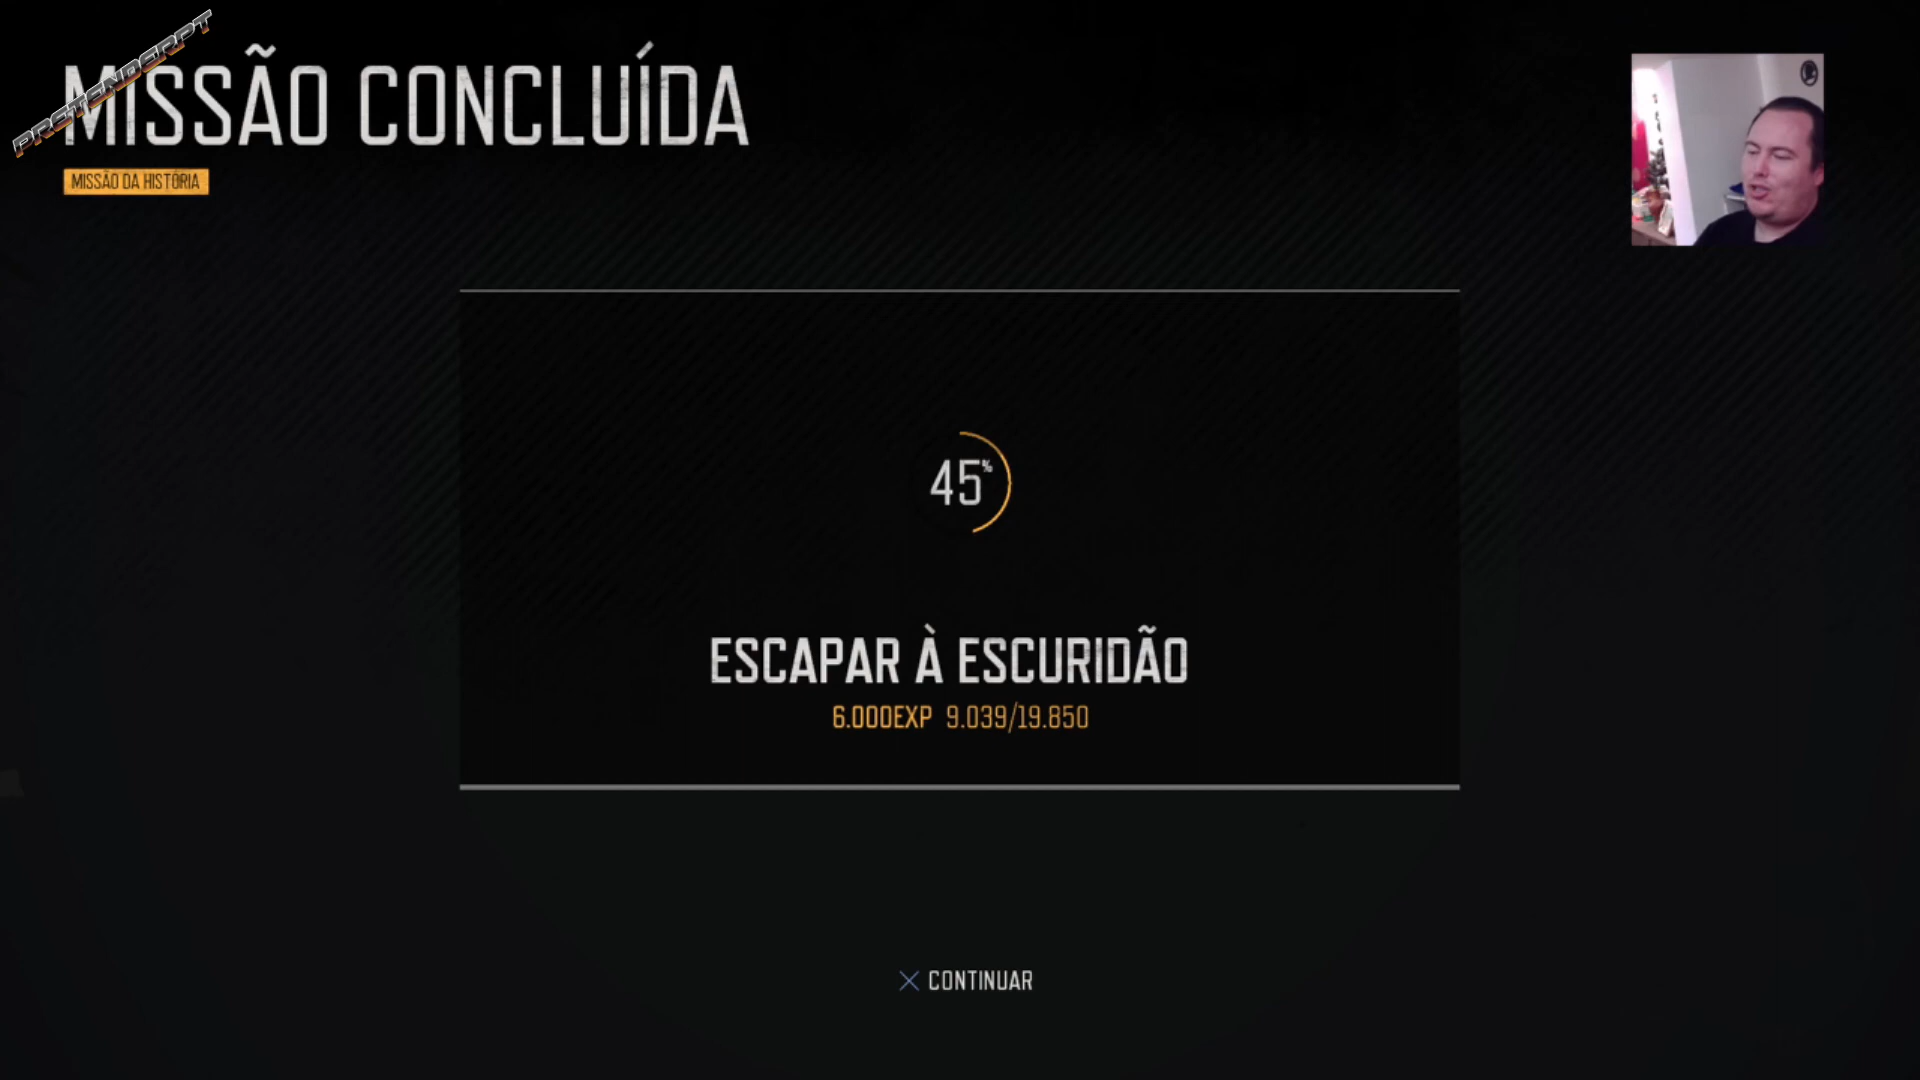 PRETENDERPT
MISSÃO CONCLUÍDA
MISSÃO DA HISTÓRIA
45%
ESCAPAR À ESCURIDÃO
6.000EXP 9.039/19.850
CONTINUAR